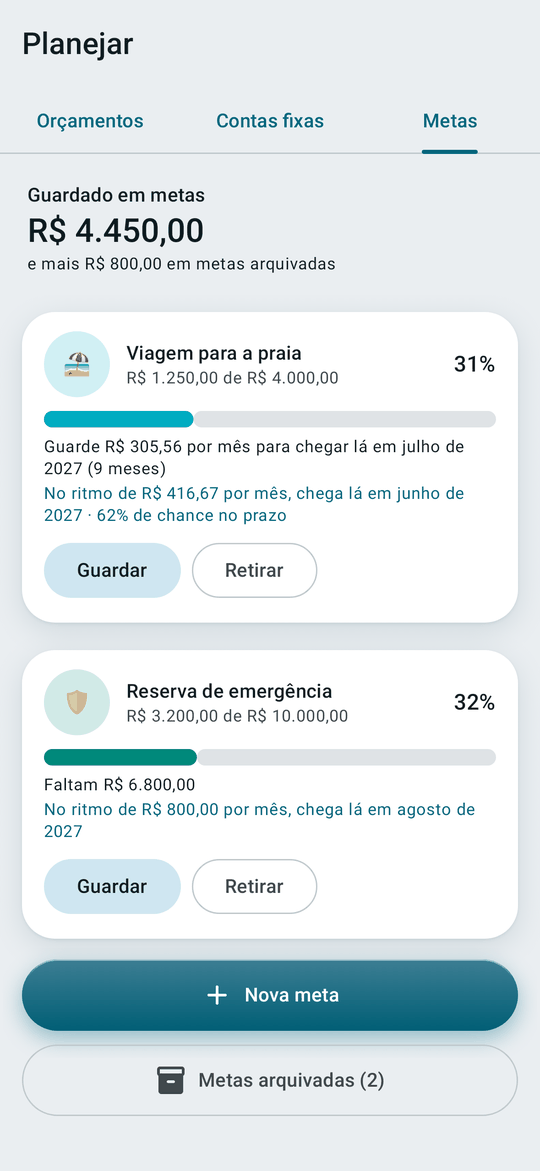 Planejar
Orçamentos
Contas fixas
Metas
Guardado em metas
R$ 4.450,00
e mais R$ 800,00 em metas arquivadas
Viagem para a praia
R$ 1.250,00 de R$ 4.000,00
31%
Guarde R$ 305,56 por mês para chegar lá em julho de
2027 (9 meses)
No ritmo de R$ 416,67 por mês, chega lá em junho de
2027 · 62% de chance no prazo
Guardar
Retirar
Reserva de emergência
R$ 3.200,00 de R$ 10.000,00
32%
Faltam R$ 6.800,00
No ritmo de R$ 800,00 por mês, chega lá em agosto de
2027
Guardar
Retirar
Nova meta
Metas arquivadas (2)